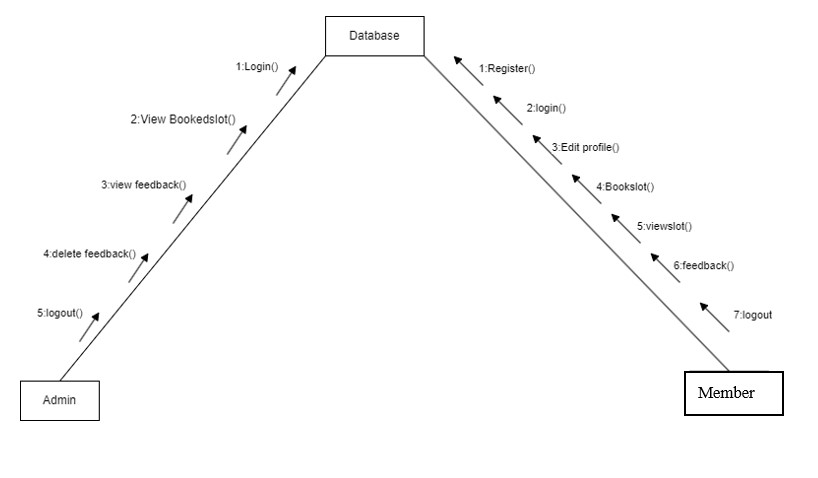 Database
1:Login()
2:View Bookedslot()
3:view feedback()
4:delete feedback()
5:logout()
Admin
1:Register()
2:login()
3:Edit profile()
4:Bookslot()
5:viewslot()
6:feedback()
7:logout
Member